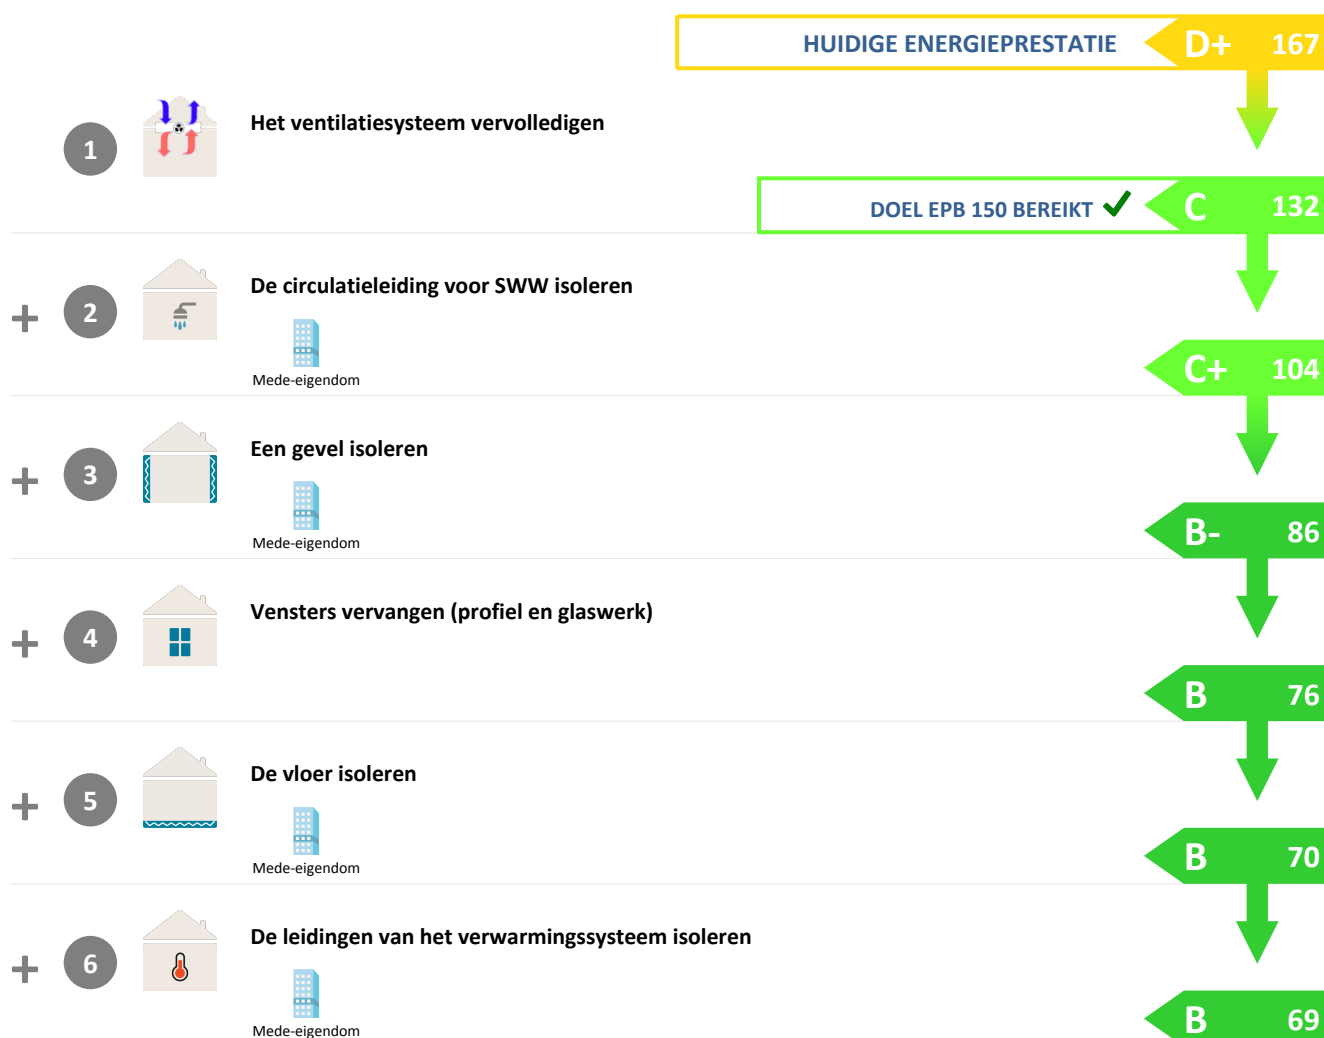 HUIDIGE ENERGIEPRESTATIE D+ 167
1 Het ventilatiesysteem vervolledigen
DOEL EPB 150 BEREIKT ✔ C 132
+ 2 De circulatieleiding voor SWW isoleren
Mede-eigendom
C+ 104
+ 3 Een gevel isoleren
Mede-eigendom
B- 86
+ 4 Vensters vervangen (profiel en glaswerk)
B 76
+ 5 De vloer isoleren
Mede-eigendom
B 70
+ 6 De leidingen van het verwarmingssysteem isoleren
Mede-eigendom
B 69